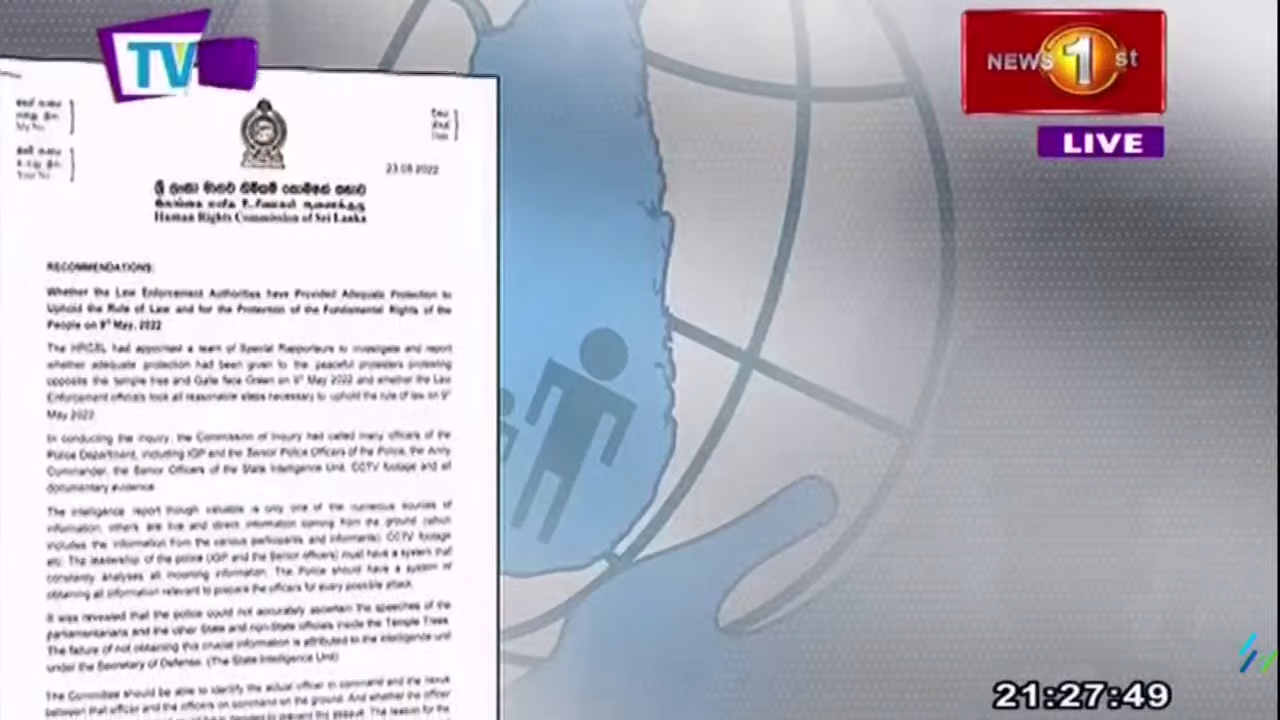 TV
NEWS 1st
LIVE
23.08.2022
ශ්‍රී ලංකා මානව හිමිකම් කොමිෂන් සභාව
Human Rights Commission of Sri Lanka
RECOMMENDATIONS:
Whether the Law Enforcement Authorities have Provided Adequate Protection to
Uphold the Rule of Law and for the Protection of the Fundamental Rights of the
People on 9th May, 2022
The HRCSL had appointed a team of Special Rapporteurs to investigate and report
whether adequate protection had been given to the peaceful protesters protesting
opposite the temple tree and Galle face Green on 9th May 2022 and whether the Law
Enforcement officials took all reasonable steps necessary to uphold the rule of law on 9th
May 2022
In conducting the inquiry, the Commission of Inquiry had called many officers of the
Police Department, including IGP and the Senior Police Officers of the Police, the Army
Commander, the Senior Officers of the State Intelligence Unit, CCTV footage and all
documentary evidence
The intelligence report though valuable is only one of the numerous sources of
information, others are live and direct information coming from the ground (which
includes the information from the various participants and informants), CCTV footage
etc. The leadership of the police (IGP and the Senior officers) must have a system that
constantly analyses all incoming information. The Police should have a system of
obtaining all information relevant to prepare the officers for every possible attack.
It was revealed that the police could not accurately ascertain the speeches of the
parliamentarians and the other State and non-State officials inside the Temple Trees.
The failure of not obtaining this crucial information is attributed to the intelligence unit
under the Secretary of Defense. (The State Intelligence Unit)
The Committee should be able to identify the actual officer in command and the nexus
between that officer and the officers on command on the ground. And whether the officer
to prevent the assault. The reason for the
21:27:49